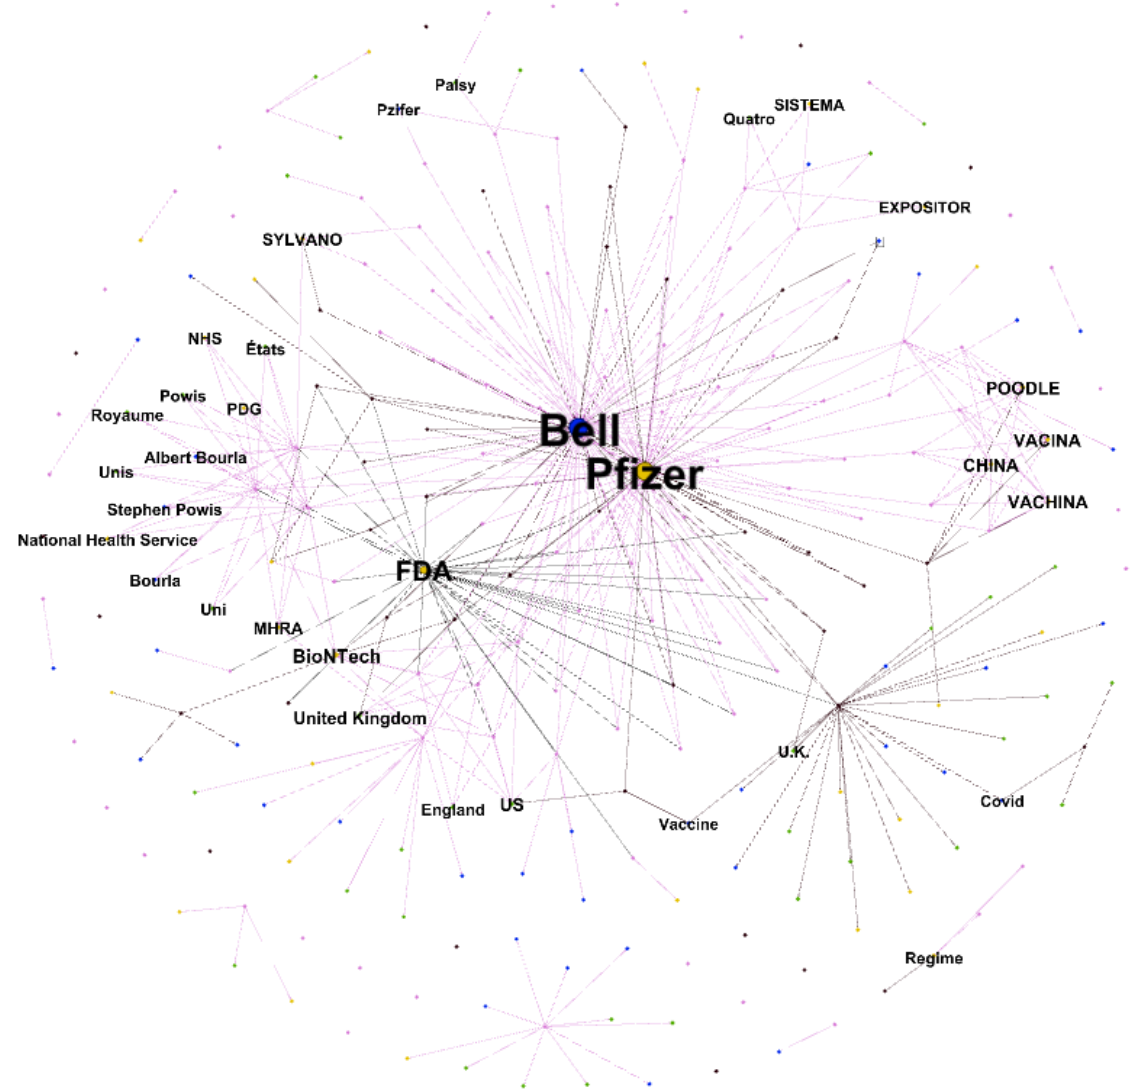 Palsy
Pzifer
SISTEMA
Quatro
EXPOSITOR
SYLVANO
NHS
États
POODLE
Powis
PDG
Royaume
Bell
VACINA
Albert Bourla
CHINA
Unis
Pfizer
VACHINA
Stephen Powis
National Health Service
FDA
Bourla
Uni
MHRA
BioNTech
United Kingdom
U.K.
England
US
Covid
Vaccine
Regime